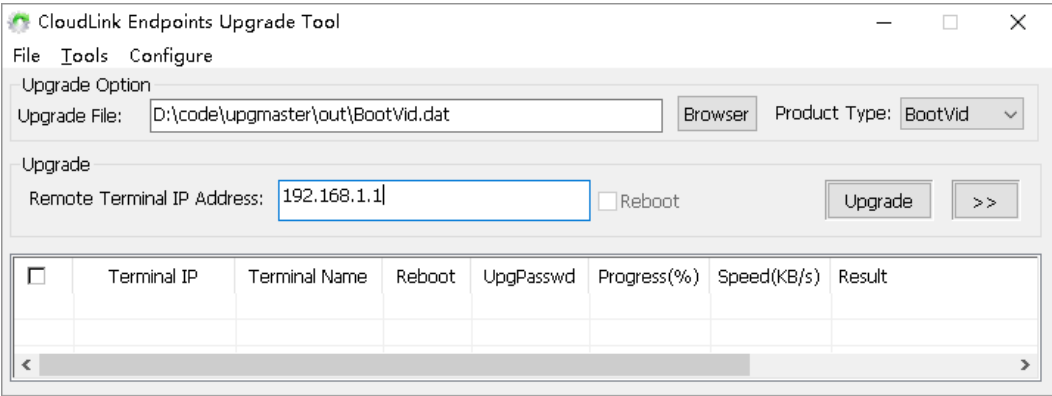 CloudLink Endpoints Upgrade Tool
File Tools Configure
Upgrade Option
Upgrade File: D:\code\upgmaster\out\BootVid.dat Browser Product Type: BootVid
Upgrade
Remote Terminal IP Address: 192.168.1.1 Reboot Upgrade >>
Terminal IP Terminal Name Reboot UpgPasswd Progress(%) Speed(KB/s) Result